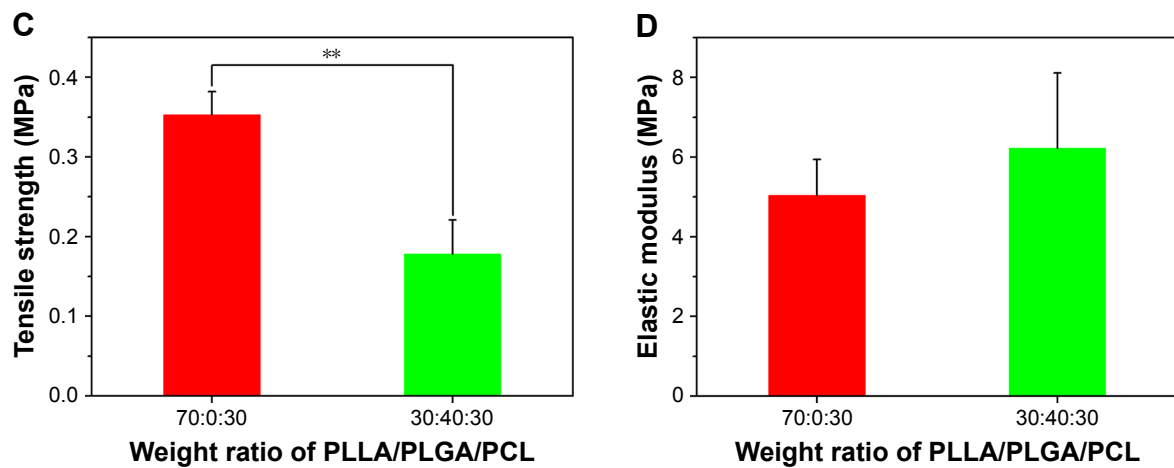 C
Tensile strength (MPa)
0.4
0.3
0.2
0.1
0.0
**
70:0:30
30:40:30
Weight ratio of PLLA/PLGA/PCL
D
Elastic modulus (MPa)
8
6
4
2
0
70:0:30
30:40:30
Weight ratio of PLLA/PLGA/PCL